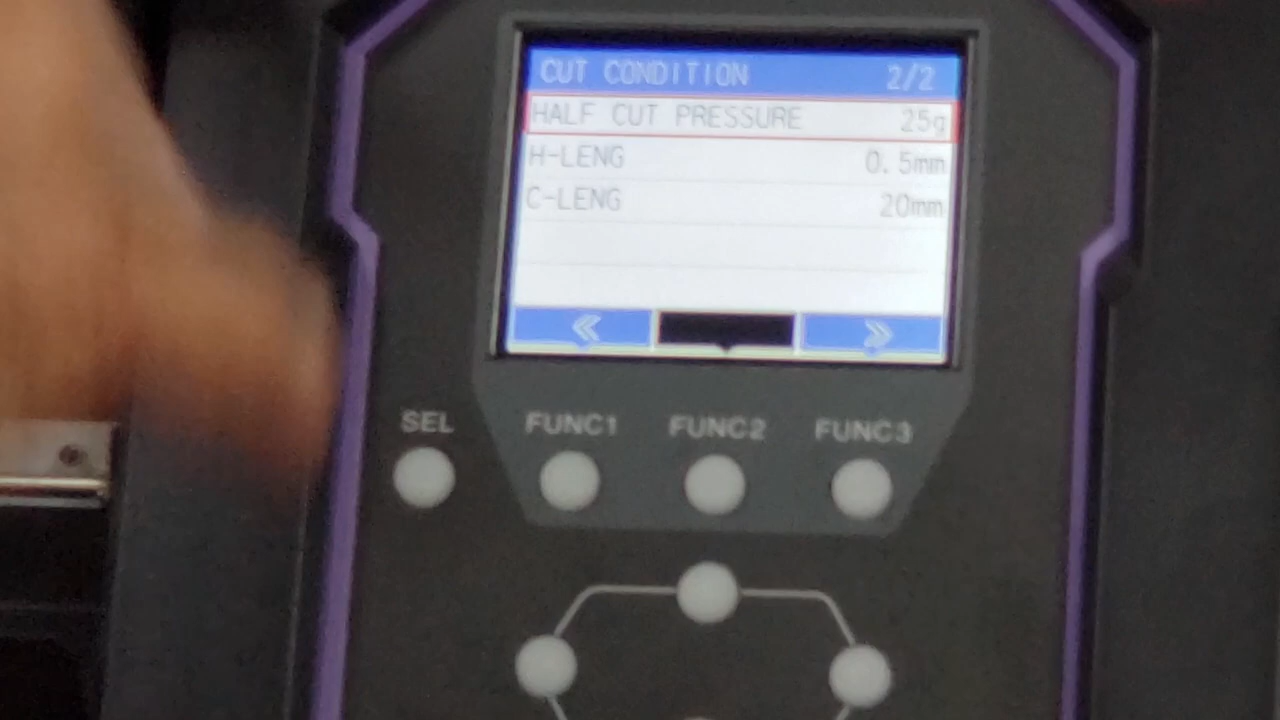 CUT CONDITION 2/2
HALF CUT PRESSURE 25g
H-LENG 0.5mm
C-LENG 20mm
SEL FUNC1 FUNC2 FUNC3